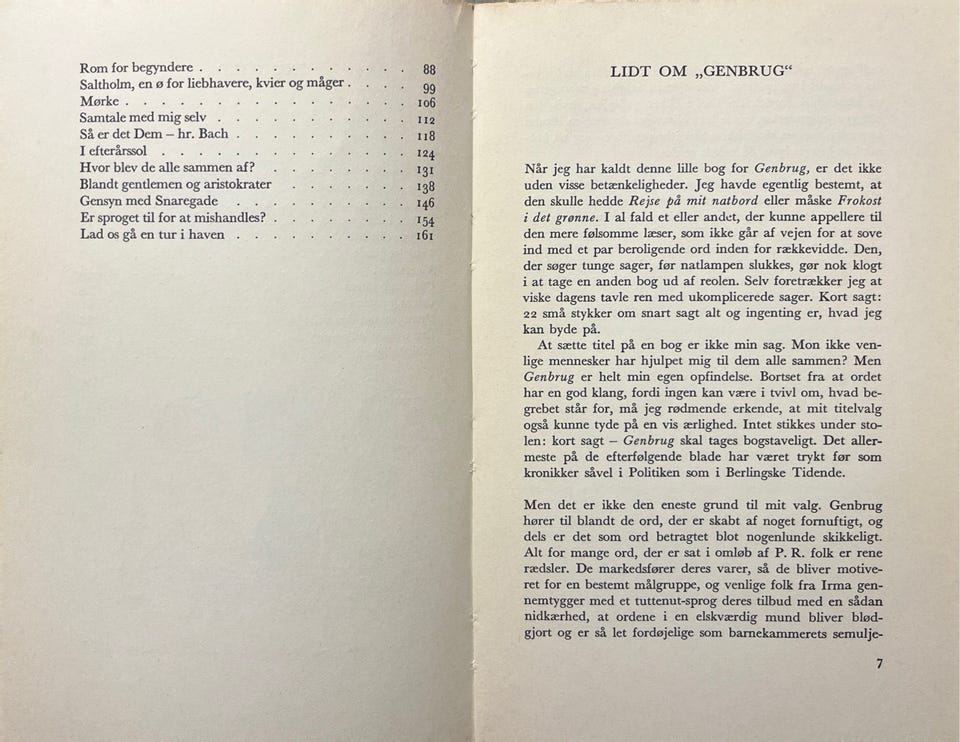 Rom for begyndere . . . . . . . . . . . . . 88
Saltholm, en ø for liebhavere, kvier og måger . . . . 99
Mørke . . . . . . . . . . . . . . . . 106
Samtale med mig selv . . . . . . . . . . . 112
Så er det Dem – hr. Bach . . . . . . . . . . 118
I efterårssol . . . . . . . . . . . . . . 124
Hvor blev de alle sammen af? . . . . . . . . 131
Blandt gentlemen og aristokrater . . . . . . . 138
Gensyn med Snaregade . . . . . . . . . . . 146
Er sproget til for at mishandles? . . . . . . . . 154
Lad os gå en tur i haven . . . . . . . . . . 161
LIDT OM „GENBRUG“
Når jeg har kaldt denne lille bog for Genbrug, er det ikke
uden visse betænkeligheder. Jeg havde egentlig bestemt, at
den skulle hedde Rejse på mit natbord eller måske Frokost
i det grønne. I al fald et eller andet, der kunne appellere til
den mere følsomme læser, som ikke går af vejen for at sove
ind med et par beroligende ord inden for rækkevidde. Den,
der søger tunge sager, før natlampen slukkes, gør nok klogt
i at tage en anden bog ud af reolen. Selv foretrækker jeg at
viske dagens tavle ren med ukomplicerede sager. Kort sagt:
22 små stykker om snart sagt alt og ingenting er, hvad jeg
kan byde på.
At sætte titel på en bog er ikke min sag. Mon ikke ven-
lige mennesker har hjulpet mig til dem alle sammen? Men
Genbrug er helt min egen opfindelse. Bortset fra at ordet
har en god klang, fordi ingen kan være i tvivl om, hvad be-
grebet står for, må jeg rødmende erkende, at mit titelvalg
også kunne tyde på en vis ærlighed. Intet stikkes under sto-
len: kort sagt – Genbrug skal tages bogstaveligt. Det aller-
meste på de efterfølgende blade har været trykt før som
kronikker såvel i Politiken som i Berlingske Tidende.
Men det er ikke den eneste grund til mit valg. Genbrug
hører til blandt de ord, der er skabt af noget fornuftigt, og
dels er det som ord betragtet blot nogenlunde skikkeligt.
Alt for mange ord, der er sat i omløb af P. R. folk er rene
rædsler. De markedsfører deres varer, så de bliver motive-
ret for en bestemt målgruppe, og venlige folk fra Irma gen-
nemtygger med et tuttenut-sprog deres tilbud med en sådan
nidkærhed, at ordene i en elskværdig mund bliver blød-
gjort og er så let fordøjelige som barnekammerets semulje-
7